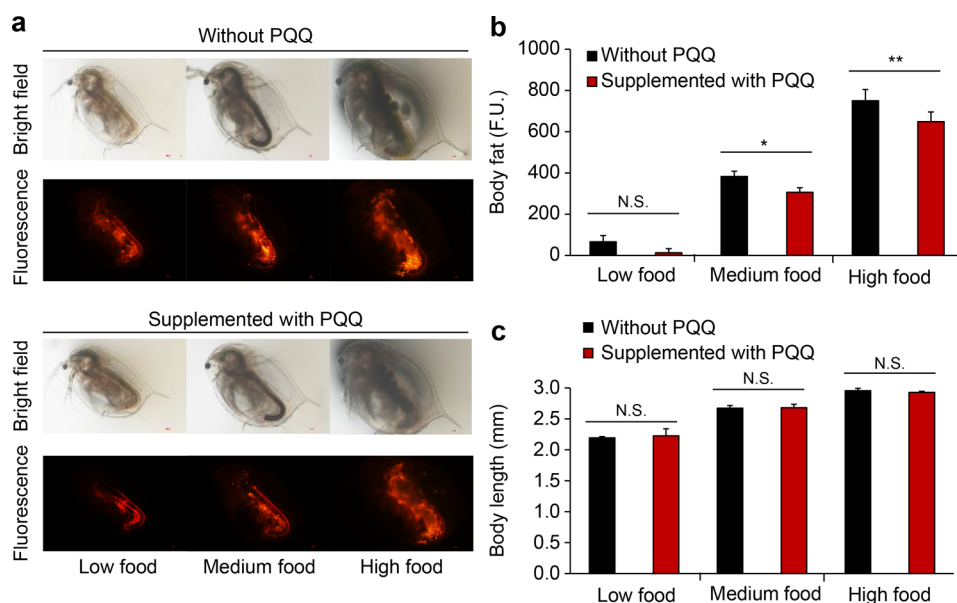 a
Without PQQ
Bright field
Fluorescence
Supplemented with PQQ
Bright field
Fluorescence
Low food
Medium food
High food
b
Without PQQ
Supplemented with PQQ
Body fat (F.U.)
1000
800
600
400
200
0
N.S.
*
**
Low food
Medium food
High food
c
Without PQQ
Supplemented with PQQ
Body length (mm)
3.0
2.5
2.0
1.5
1.0
0.5
0.0
N.S.
N.S.
N.S.
Low food
Medium food
High food